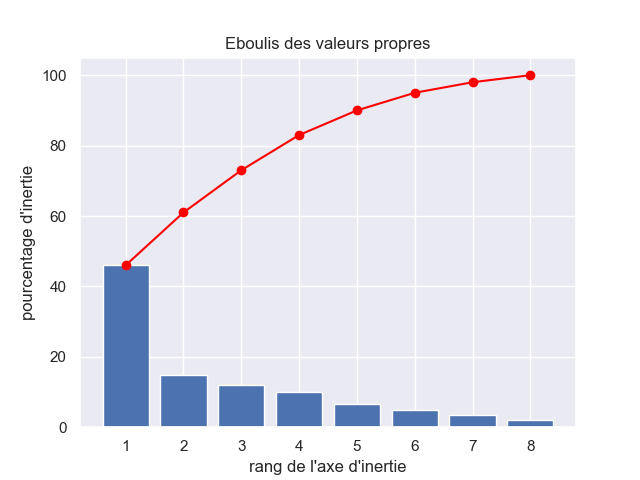 Eboulis des valeurs propres
pourcentage d'inertie
100
80
60
40
20
0
1 2 3 4 5 6 7 8
rang de l'axe d'inertie